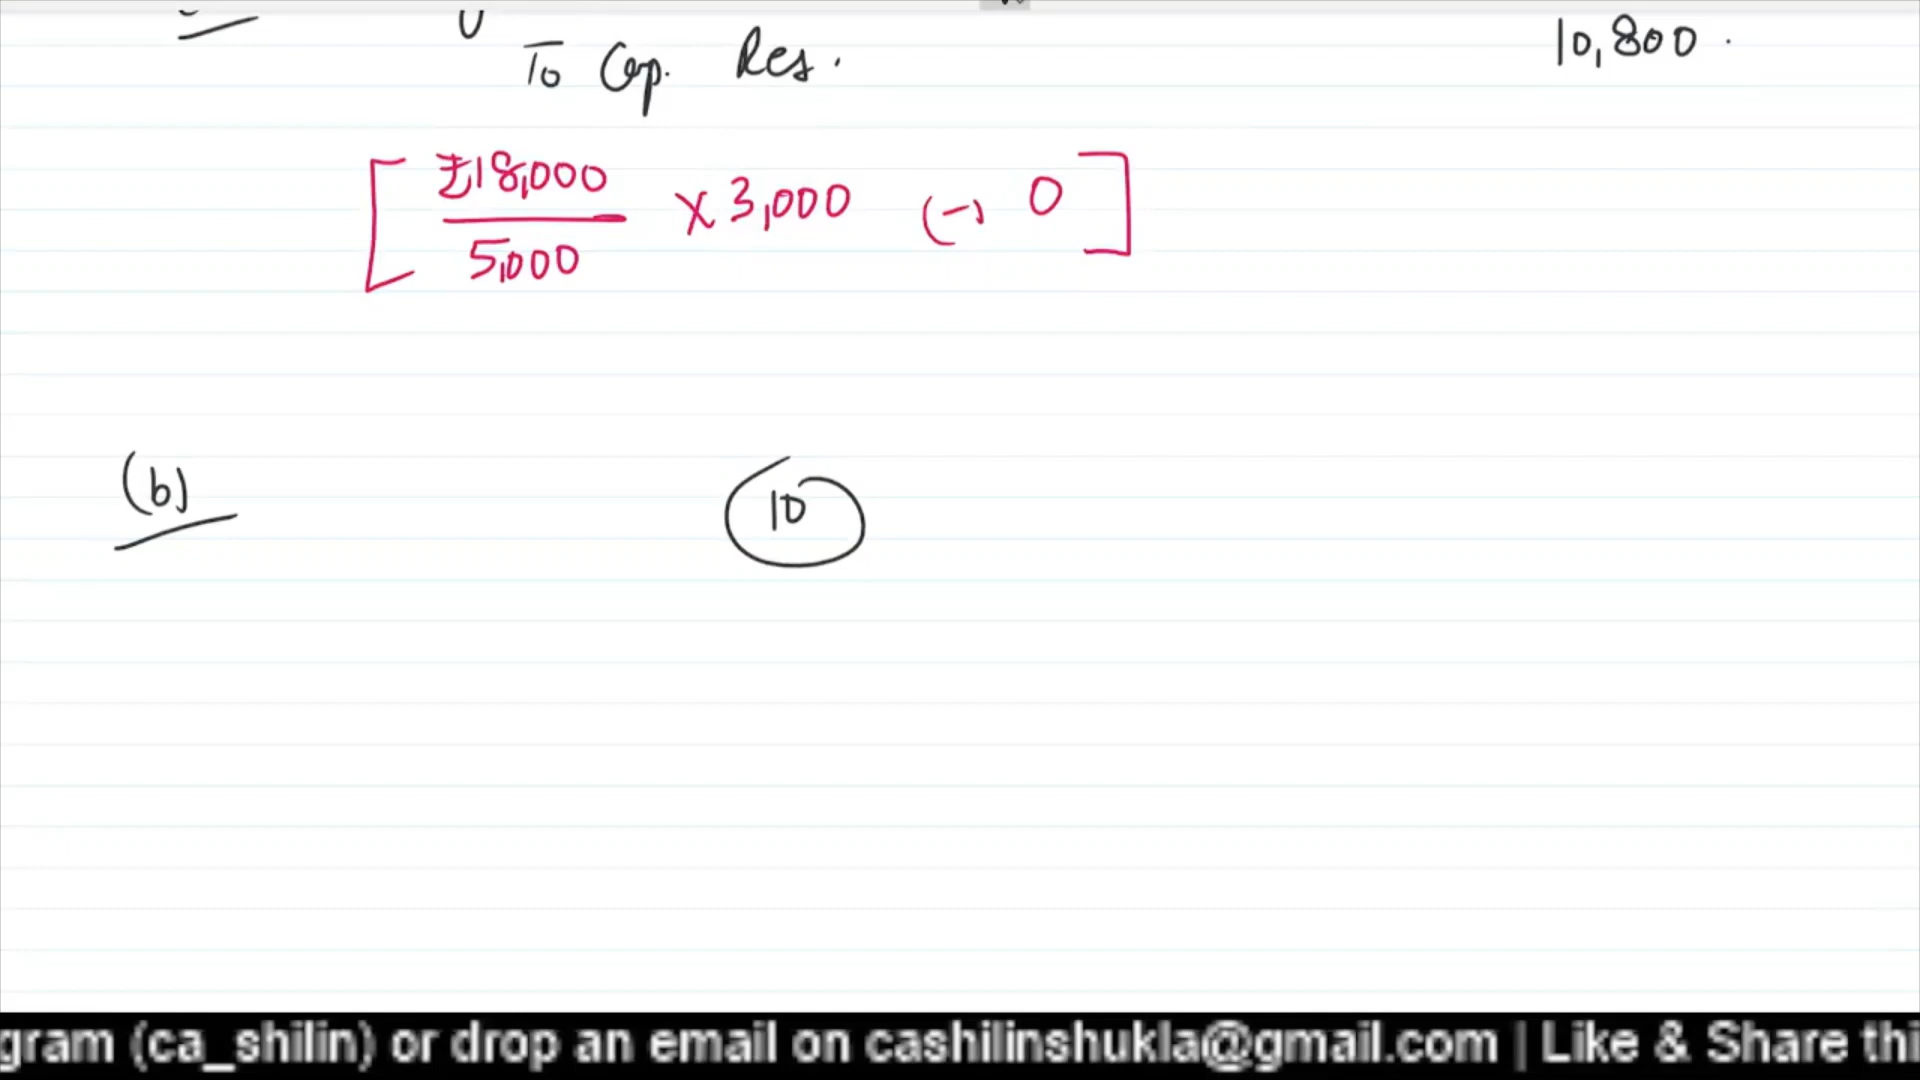 To Cap. Res. 10,800
[ ₹18,000 / 5,000 × 3,000 (-) 0 ]
(b) 10
gram (ca_shilin) or drop an email on cashilinshukla@gmail.com | Like & Share thi